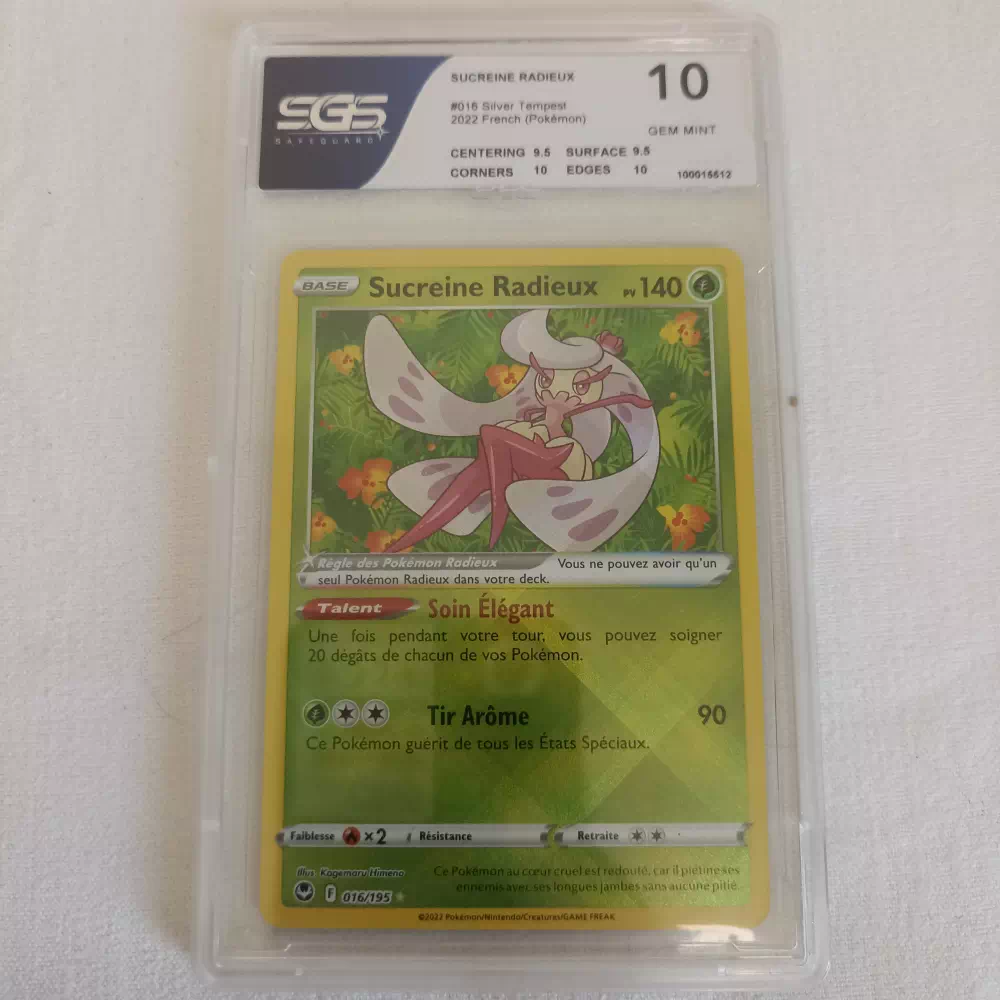 SGS
SAFEGUARD
SUCREINE RADIEUX
#016 Silver Tempest
2022 French (Pokémon)
10
GEM MINT
CENTERING 9.5 SURFACE 9.5
CORNERS 10 EDGES 10
100015512
BASE Sucreine Radieux PV 140
Règle des Pokémon Radieux Vous ne pouvez avoir qu'un
seul Pokémon Radieux dans votre deck.
Talent Soin Élégant
Une fois pendant votre tour, vous pouvez soigner
20 dégâts de chacun de vos Pokémon.
Tir Arôme 90
Ce Pokémon guérit de tous les États Spéciaux.
Faiblesse ×2 Résistance Retraite
Illus. Kagemaru Himeno
F 016/195
Ce Pokémon au cœur cruel est redouté, car il piétine ses
ennemis avec ses longues jambes sans aucune pitié.
©2022 Pokémon/Nintendo/Creatures/GAME FREAK